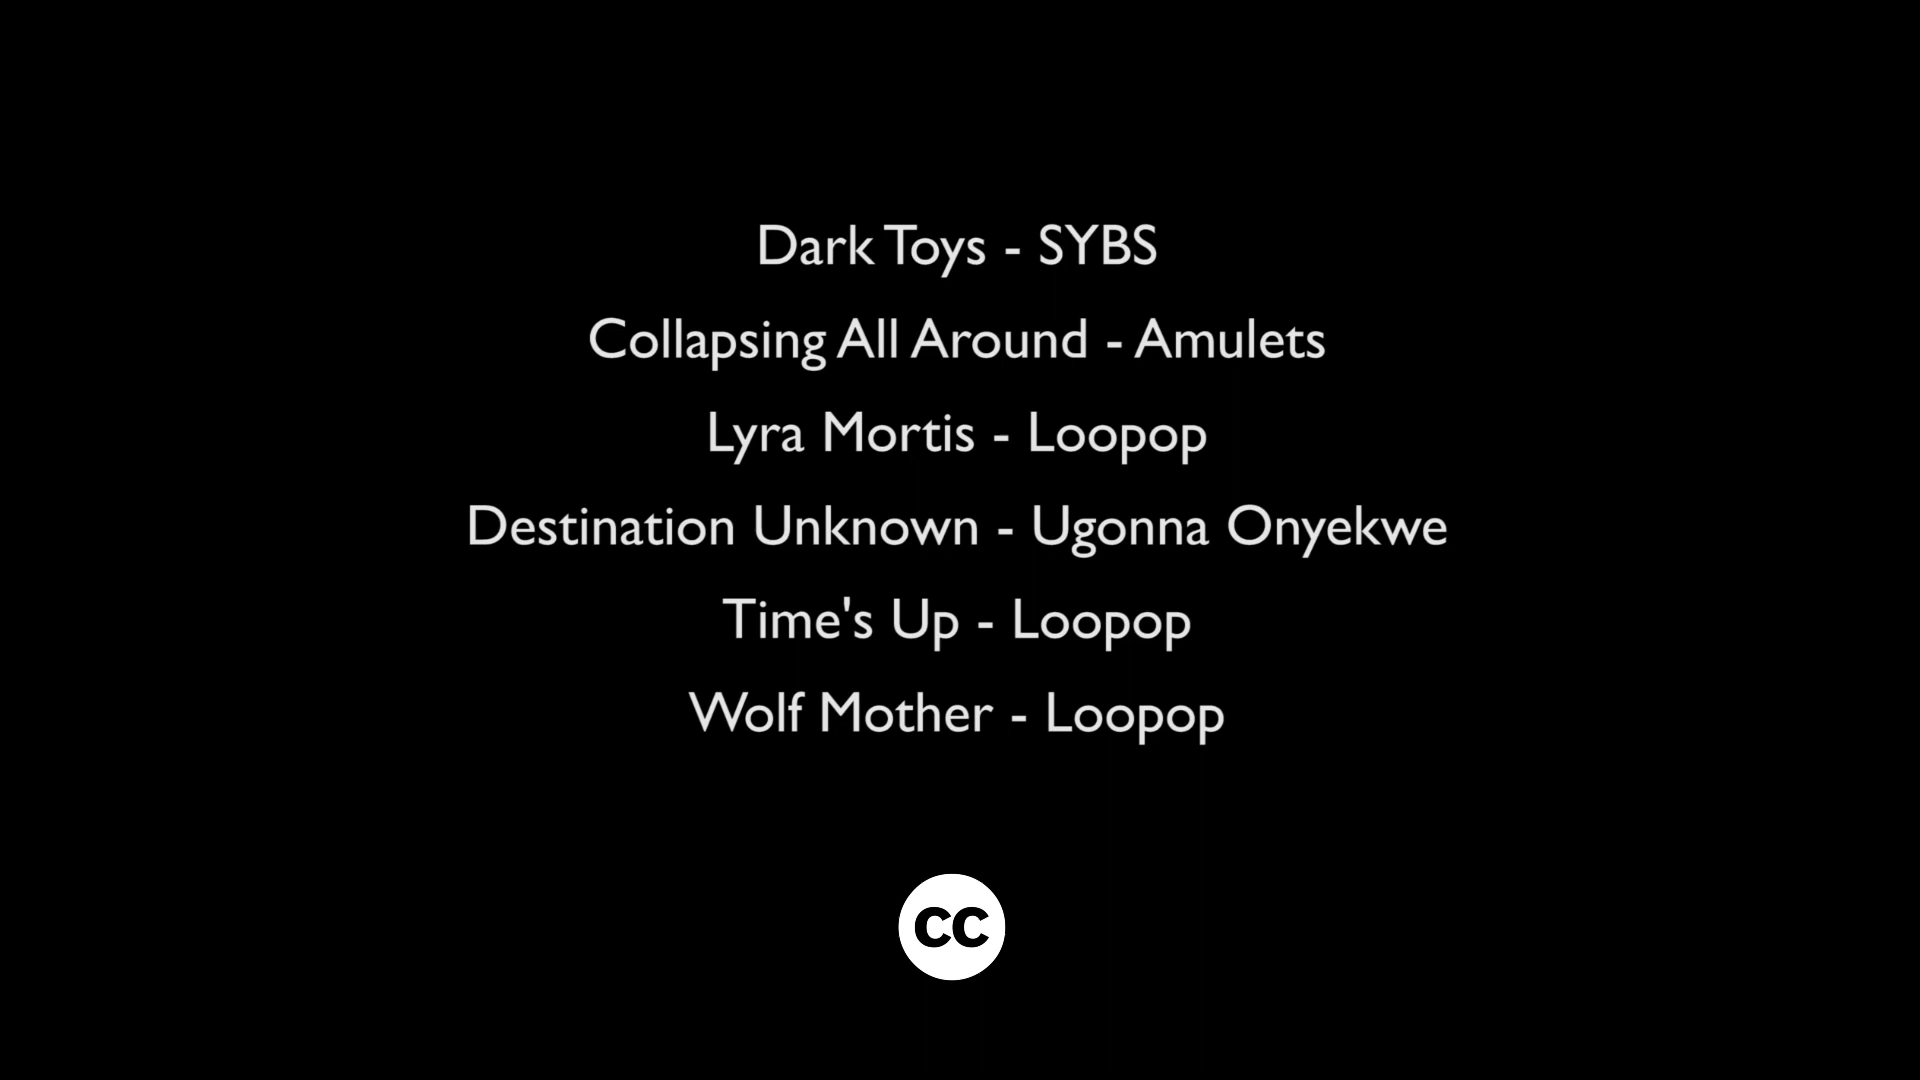 Dark Toys - SYBS
Collapsing All Around - Amulets
Lyra Mortis - Loopop
Destination Unknown - Ugonna Onyekwe
Time's Up - Loopop
Wolf Mother - Loopop
CC